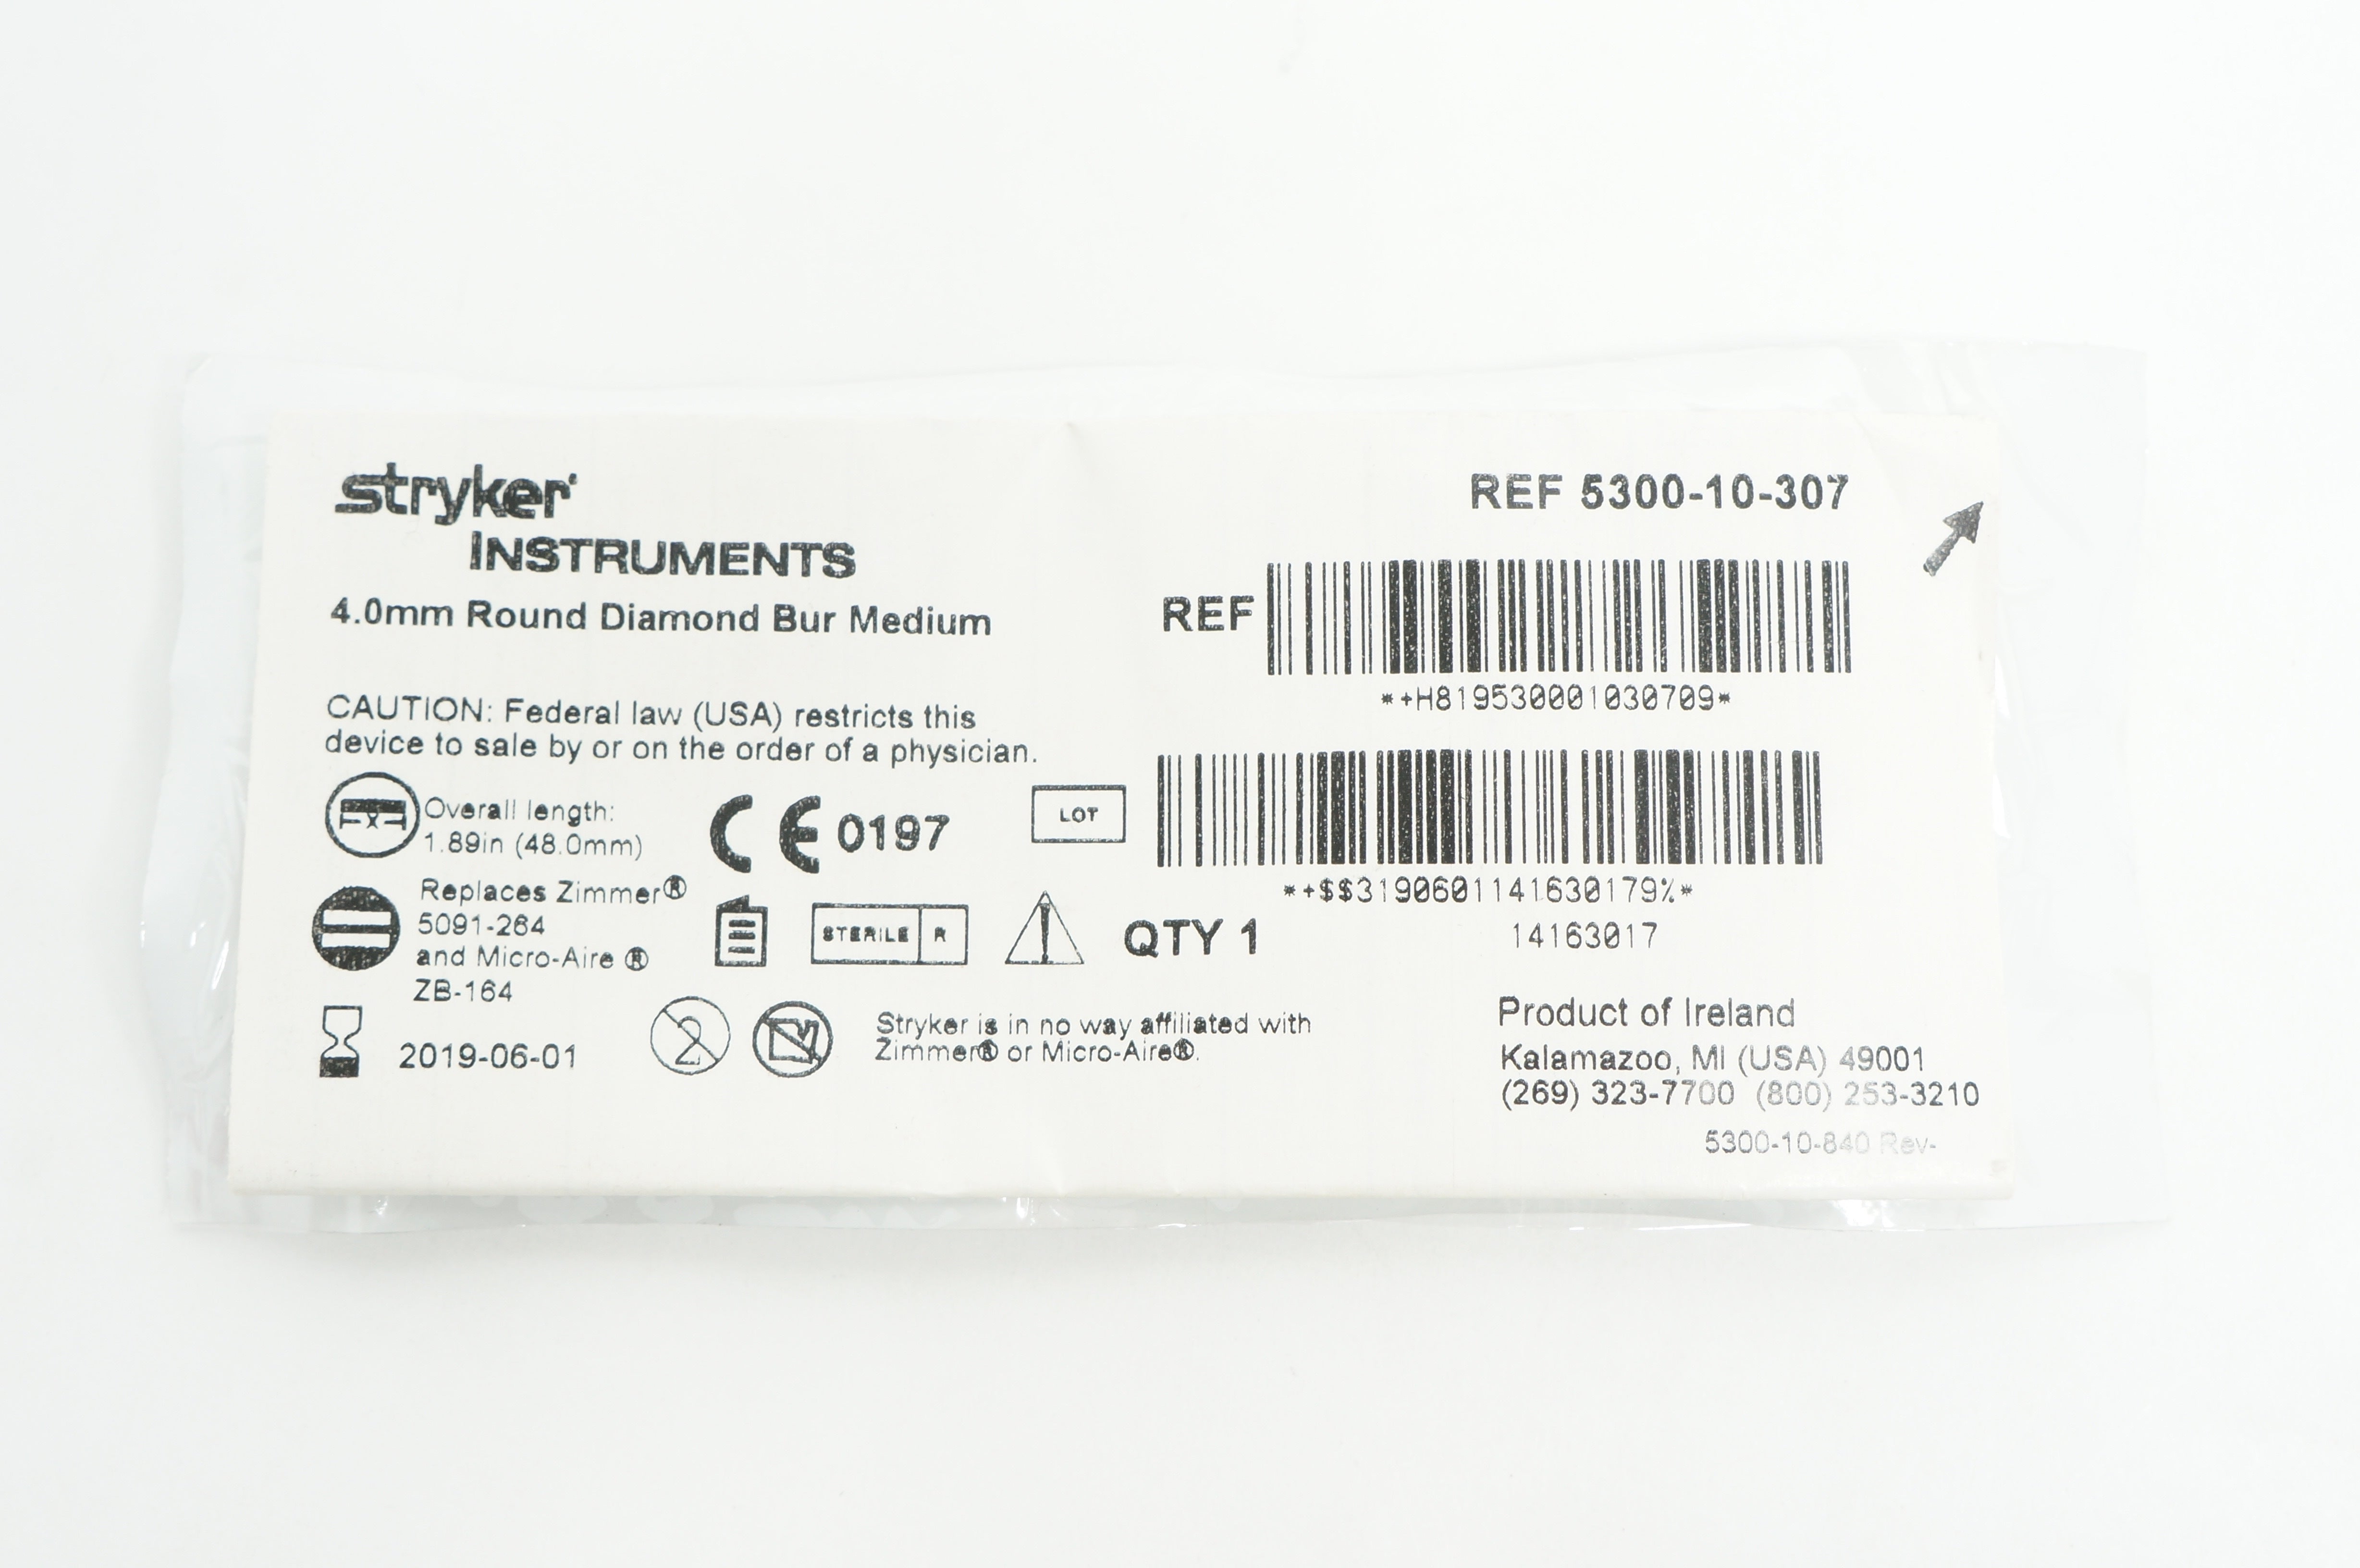 stryker
INSTRUMENTS
4.0mm Round Diamond Bur Medium
CAUTION: Federal law (USA) restricts this
device to sale by or on the order of a physician.
Overall length:
1.89in (48.0mm)
CE 0197
Replaces Zimmer®
5091-264
and Micro-Aire ®
ZB-164
STERILE R
QTY 1
2019-06-01
2
Stryker is in no way affiliated with
Zimmer® or Micro-Aire®.
REF 5300-10-307
REF
*+H819530001030709*
LOT
*+$$3190601141630179%*
14163017
Product of Ireland
Kalamazoo, MI (USA) 49001
(269) 323-7700 (800) 253-3210
5300-10-840 Rev-